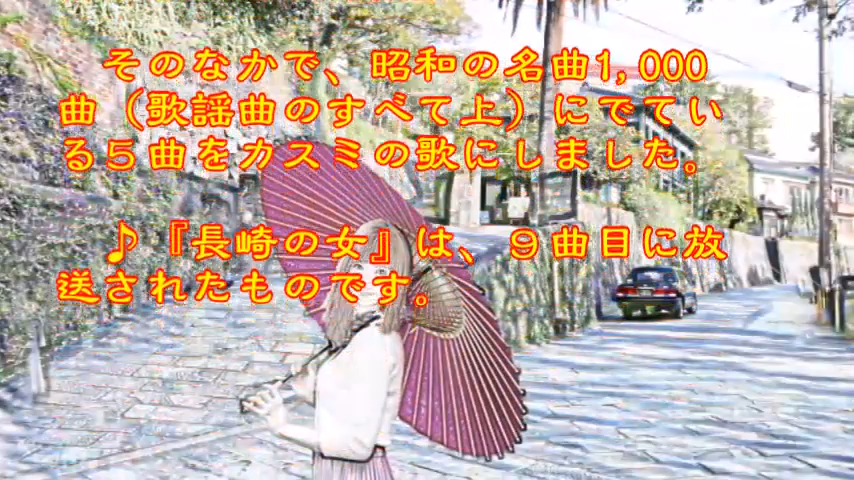 そのなかで、昭和の名曲1,000
曲（歌謡曲のすべて上）にでてい
る５曲をカスミの歌にしました。
♪『長崎の女』は、９曲目に放
送されたものです。